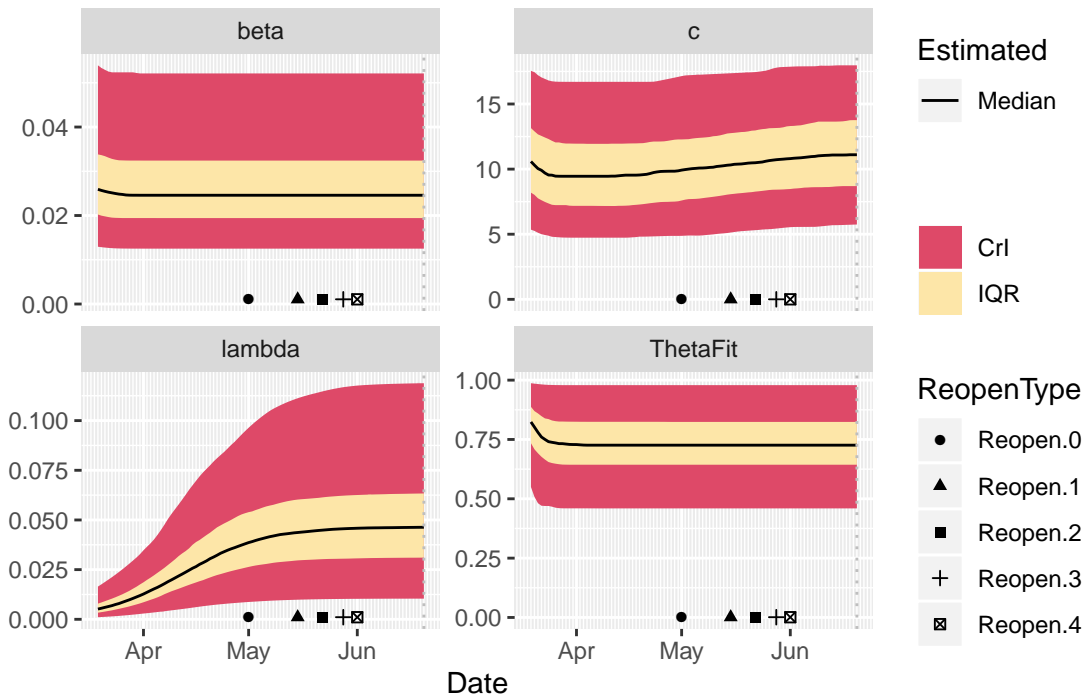 beta
c
0.04
0.02
0.00
15
10
5
0
lambda
ThetaFit
0.100
0.075
0.050
0.025
0.000
1.00
0.75
0.50
0.25
0.00
Apr
May
Jun
Apr
May
Jun
Date
Estimated
Median
CrI
IQR
ReopenType
Reopen.0
Reopen.1
Reopen.2
Reopen.3
Reopen.4